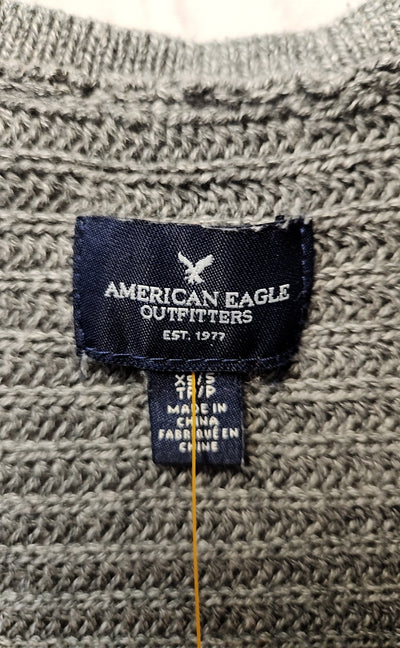 AMERICAN EAGLE
OUTFITTERS
EST. 1977
XS/S
TP/P
MADE IN
CHINA
FABRIQUÉ EN
CHINE